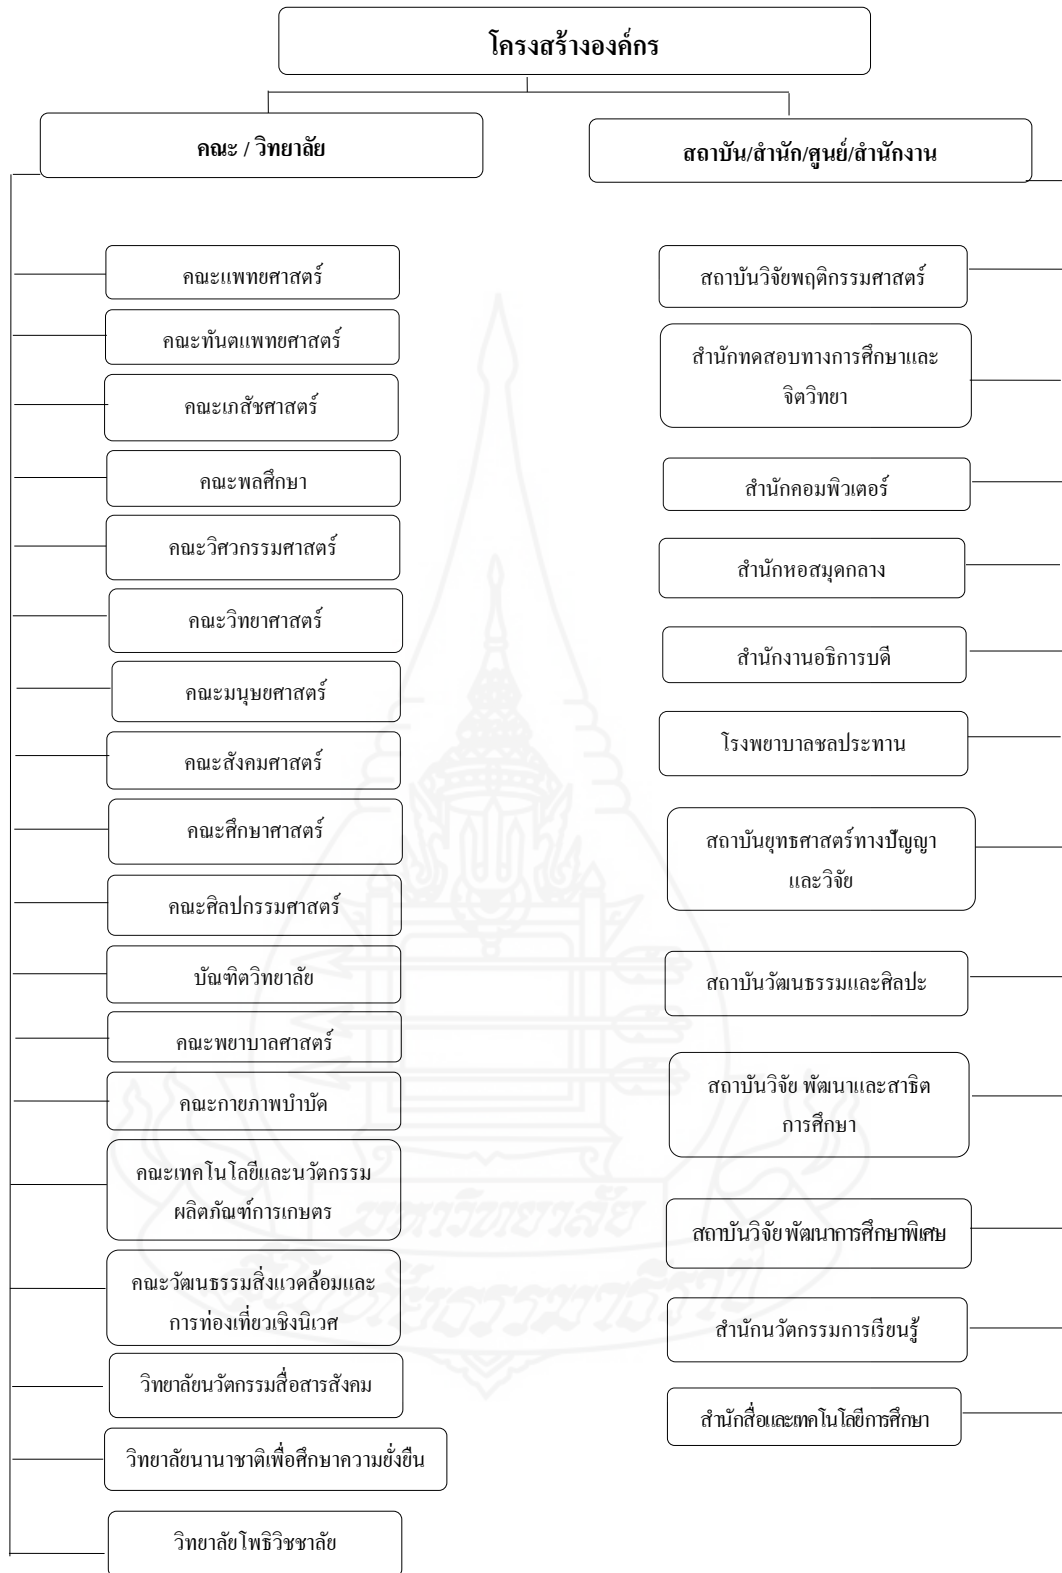 โครงสร้างองค์กร
คณะ / วิทยาลัย
คณะแพทยศาสตร์
คณะทันตแพทยศาสตร์
คณะเภสัชศาสตร์
คณะพลศึกษา
คณะวิศวกรรมศาสตร์
คณะวิทยาศาสตร์
คณะมนุษยศาสตร์
คณะสังคมศาสตร์
คณะศึกษาศาสตร์
คณะศิลปกรรมศาสตร์
บัณฑิตวิทยาลัย
คณะพยาบาลศาสตร์
คณะกายภาพบำบัด
คณะเทคโนโลยีและนวัตกรรม
ผลิตภัณฑ์การเกษตร
คณะวัฒนธรรมสิ่งแวดล้อมและ
การท่องเที่ยวเชิงนิเวศ
วิทยาลัยนวัตกรรมสื่อสารสังคม
วิทยาลัยนานาชาติเพื่อศึกษาความยั่งยืน
วิทยาลัยโพธิวิชชาลัย
สถาบัน/สำนัก/ศูนย์/สำนักงาน
สถาบันวิจัยพฤติกรรมศาสตร์
สำนักทดสอบทางการศึกษาและ
จิตวิทยา
สำนักคอมพิวเตอร์
สำนักหอสมุดกลาง
สำนักงานอธิการบดี
โรงพยาบาลชลประทาน
สถาบันยุทธศาสตร์ทางปัญญา
และวิจัย
สถาบันวัฒนธรรมและศิลปะ
สถาบันวิจัย พัฒนาและสาธิต
การศึกษา
สถาบันวิจัยพัฒนาการศึกษาพิเศษ
สำนักนวัตกรรมการเรียนรู้
สำนักสื่อและเทคโนโลยีการศึกษา
มหาวิทยาลัย
สุโขทัยธรรมาธิราช